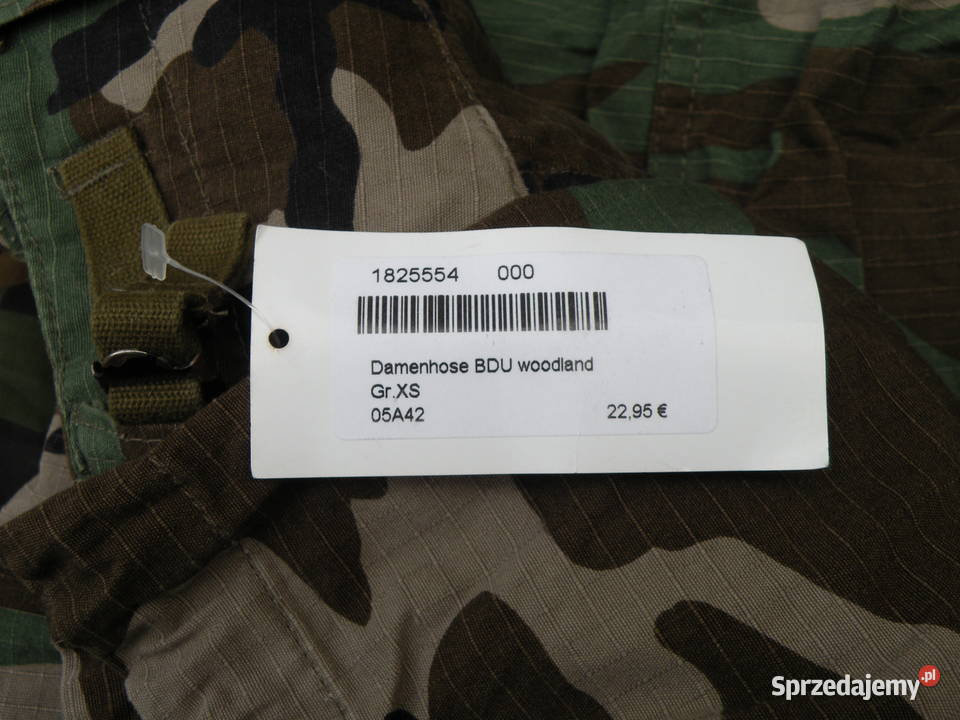 1825554 000
Damenhose BDU woodland
Gr.XS
05A42 22,95 €
Sprzedajemy.pl